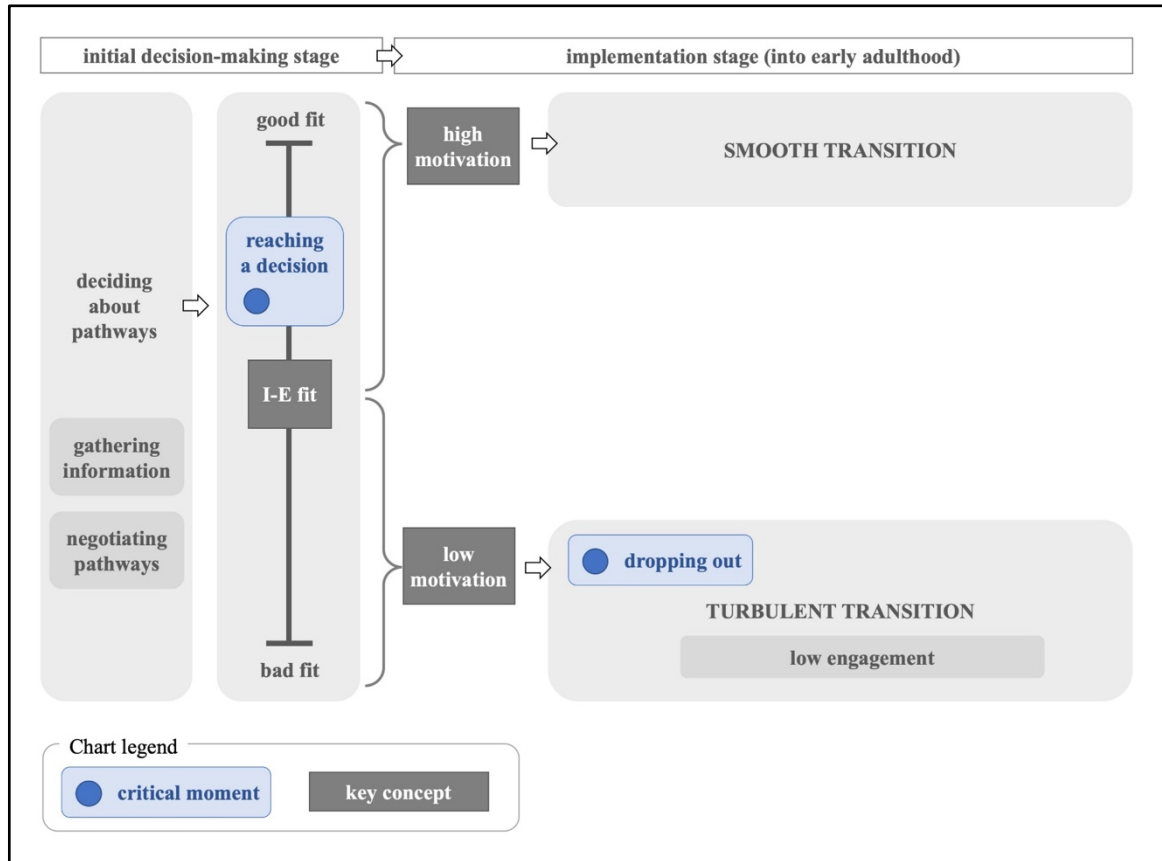 initial decision-making stage
implementation stage (into early adulthood)
deciding
about
pathways
gathering
information
negotiating
pathways
good fit
reaching
a decision
I-E fit
bad fit
high
motivation
SMOOTH TRANSITION
low
motivation
dropping out
TURBULENT TRANSITION
low engagement
Chart legend
critical moment
key concept